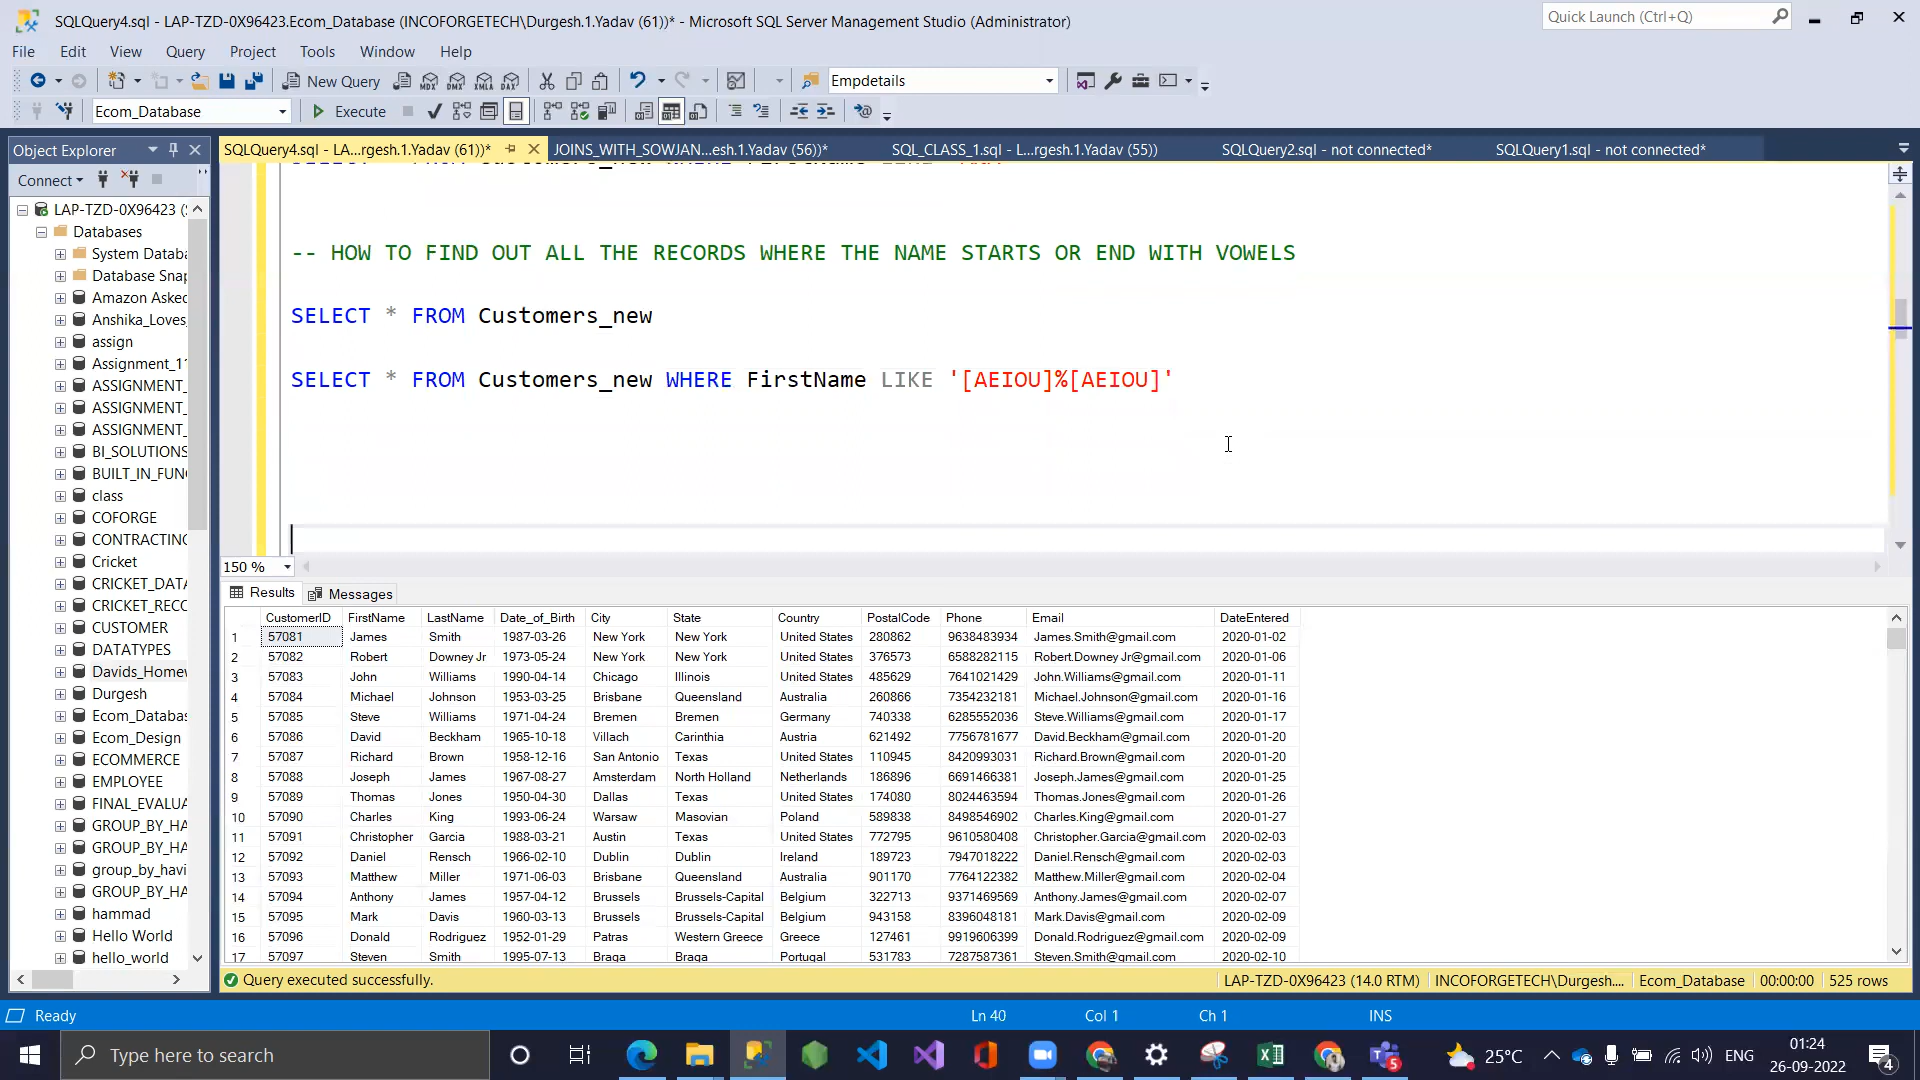 SQLQuery4.sql - LAP-TZD-0X96423.Ecom_Database (INCOFORGETECH\Durgesh.1.Yadav (61))* - Microsoft SQL Server Management Studio (Administrator)
Quick Launch (Ctrl+Q)
File Edit View Query Project Tools Window Help
New Query MDX DMX XMLA DAX Empdetails
Ecom_Database Execute
Object Explorer
SQLQuery4.sql - LA...rgesh.1.Yadav (61))* JOINS_WITH_SOWJAN...esh.1.Yadav (56))* SQL_CLASS_1.sql - L...rgesh.1.Yadav (55)) SQLQuery2.sql - not connected* SQLQuery1.sql - not connected*
Connect
LAP-TZD-0X96423 (
Databases
System Databa
Database Snap
Amazon Asked
Anshika_Loves_
assign
Assignment_1
ASSIGNMENT_
ASSIGNMENT_
ASSIGNMENT_
BI_SOLUTIONS
BUILT_IN_FUN
class
COFORGE
CONTRACTING
Cricket
CRICKET_DATA
CRICKET_RECC
CUSTOMER
DATATYPES
Davids_Homew
Durgesh
Ecom_Databas
Ecom_Design
ECOMMERCE
EMPLOYEE
FINAL_EVALUA
GROUP_BY_HA
GROUP_BY_HA
group_by_havi
GROUP_BY_HA
hammad
Hello World
hello_world
-- HOW TO FIND OUT ALL THE RECORDS WHERE THE NAME STARTS OR END WITH VOWELS
SELECT * FROM Customers_new
SELECT * FROM Customers_new WHERE FirstName LIKE '[AEIOU]%[AEIOU]'
150 %
Results Messages
CustomerID FirstName LastName Date_of_Birth City State Country PostalCode Phone Email DateEntered
1 57081 James Smith 1987-03-26 New York New York United States 280862 9638483934 James.Smith@gmail.com 2020-01-02
2 57082 Robert Downey Jr 1973-05-24 New York New York United States 376573 6588282115 Robert.Downey Jr@gmail.com 2020-01-06
3 57083 John Williams 1990-04-14 Chicago Illinois United States 485629 7641021429 John.Williams@gmail.com 2020-01-11
4 57084 Michael Johnson 1953-03-25 Brisbane Queensland Australia 260866 7354232181 Michael.Johnson@gmail.com 2020-01-16
5 57085 Steve Williams 1971-04-24 Bremen Bremen Germany 740338 6285552036 Steve.Williams@gmail.com 2020-01-17
6 57086 David Beckham 1965-10-18 Villach Carinthia Austria 621492 7756781677 David.Beckham@gmail.com 2020-01-20
7 57087 Richard Brown 1958-12-16 San Antonio Texas United States 110945 8420993031 Richard.Brown@gmail.com 2020-01-20
8 57088 Joseph James 1967-08-27 Amsterdam North Holland Netherlands 186896 6691466381 Joseph.James@gmail.com 2020-01-25
9 57089 Thomas Jones 1950-04-30 Dallas Texas United States 174080 8024463594 Thomas.Jones@gmail.com 2020-01-26
10 57090 Charles King 1993-06-24 Warsaw Masovian Poland 589838 8498546902 Charles.King@gmail.com 2020-01-27
11 57091 Christopher Garcia 1988-03-21 Austin Texas United States 772795 9610580408 Christopher.Garcia@gmail.com 2020-02-03
12 57092 Daniel Rensch 1966-02-10 Dublin Dublin Ireland 189723 7947018222 Daniel.Rensch@gmail.com 2020-02-03
13 57093 Matthew Miller 1971-06-03 Brisbane Queensland Australia 901170 7764122382 Matthew.Miller@gmail.com 2020-02-04
14 57094 Anthony James 1957-04-12 Brussels Brussels-Capital Belgium 322713 9371469569 Anthony.James@gmail.com 2020-02-07
15 57095 Mark Davis 1960-03-13 Brussels Brussels-Capital Belgium 943158 8396048181 Mark.Davis@gmail.com 2020-02-09
16 57096 Donald Rodriguez 1952-01-29 Patras Western Greece Greece 127461 9919606399 Donald.Rodriguez@gmail.com 2020-02-09
17 57097 Steven Smith 1995-07-13 Braga Braga Portugal 531783 7287587361 Steven.Smith@gmail.com 2020-02-10
Query executed successfully. LAP-TZD-0X96423 (14.0 RTM) INCOFORGETECH\Durgesh.... Ecom_Database 00:00:00 525 rows
Ready Ln 40 Col 1 Ch 1 INS
Type here to search 25°C ENG 01:24
26-09-2022
5
4